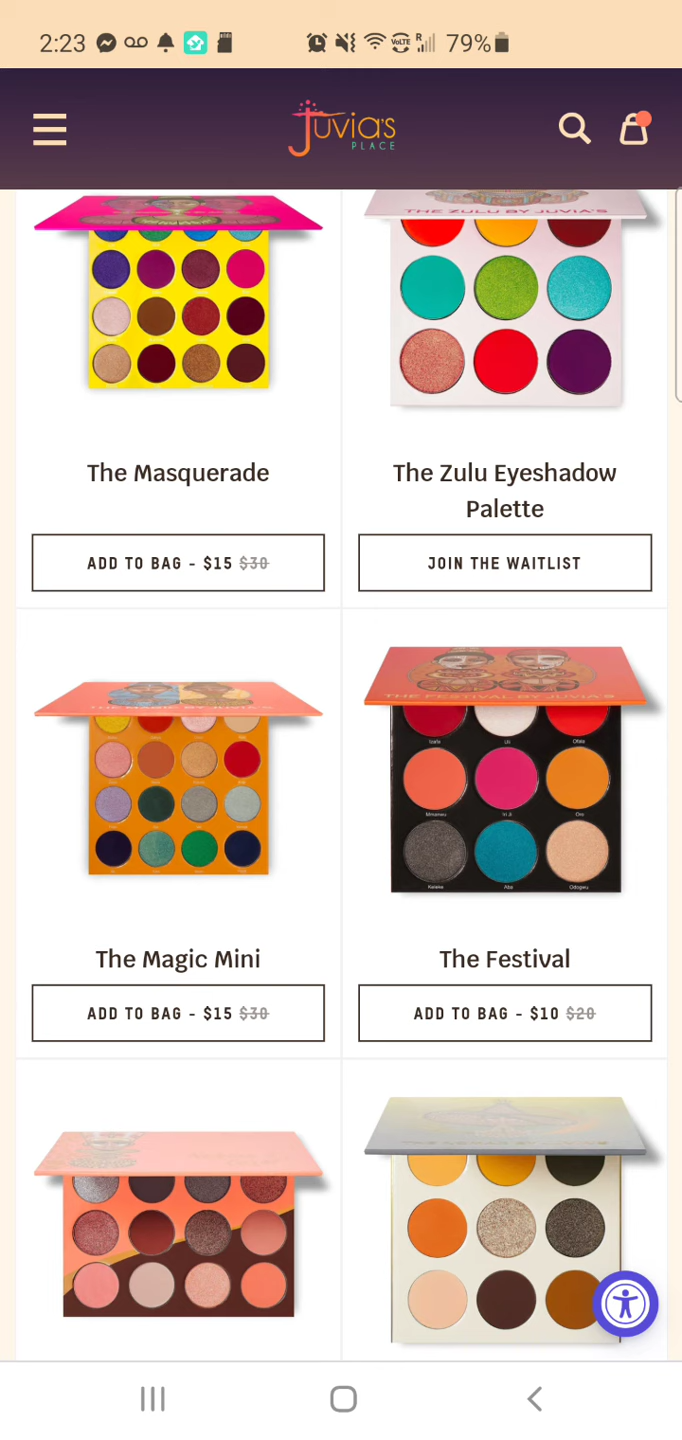 2:23
VoLTE
R
79%
JUVIA'S
PLACE
THE ZULU BY JUVIA'S
The Masquerade
The Zulu Eyeshadow
Palette
ADD TO BAG - $15 $30
JOIN THE WAITLIST
THE FESTIVAL BY JUVIA'S
Uli
The Magic Mini
The Festival
ADD TO BAG - $15 $30
ADD TO BAG - $10 $20